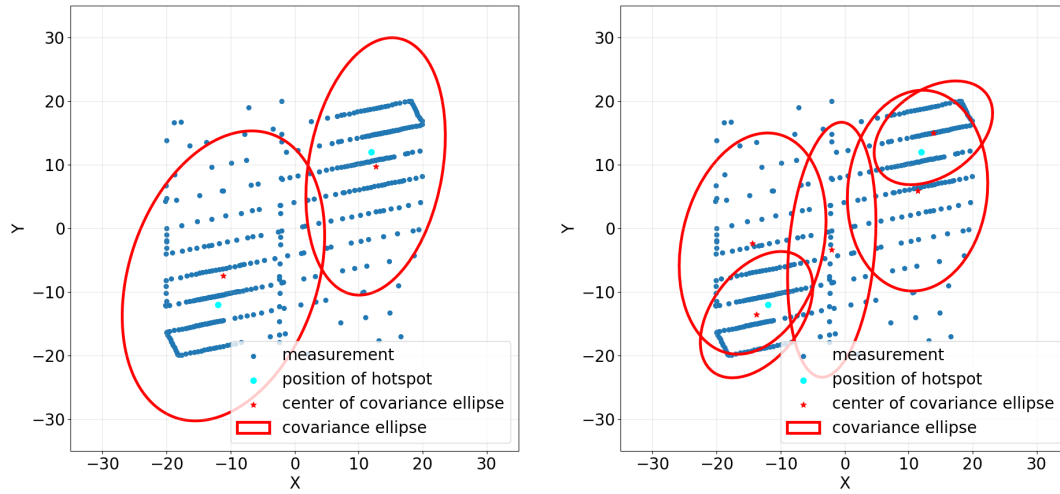 30
20
10
0
−10
−20
−30
Y
measurement
position of hotspot
center of covariance ellipse
covariance ellipse
−30 −20 −10 0 10 20 30
X
30
20
10
0
−10
−20
−30
Y
measurement
position of hotspot
center of covariance ellipse
covariance ellipse
−30 −20 −10 0 10 20 30
X